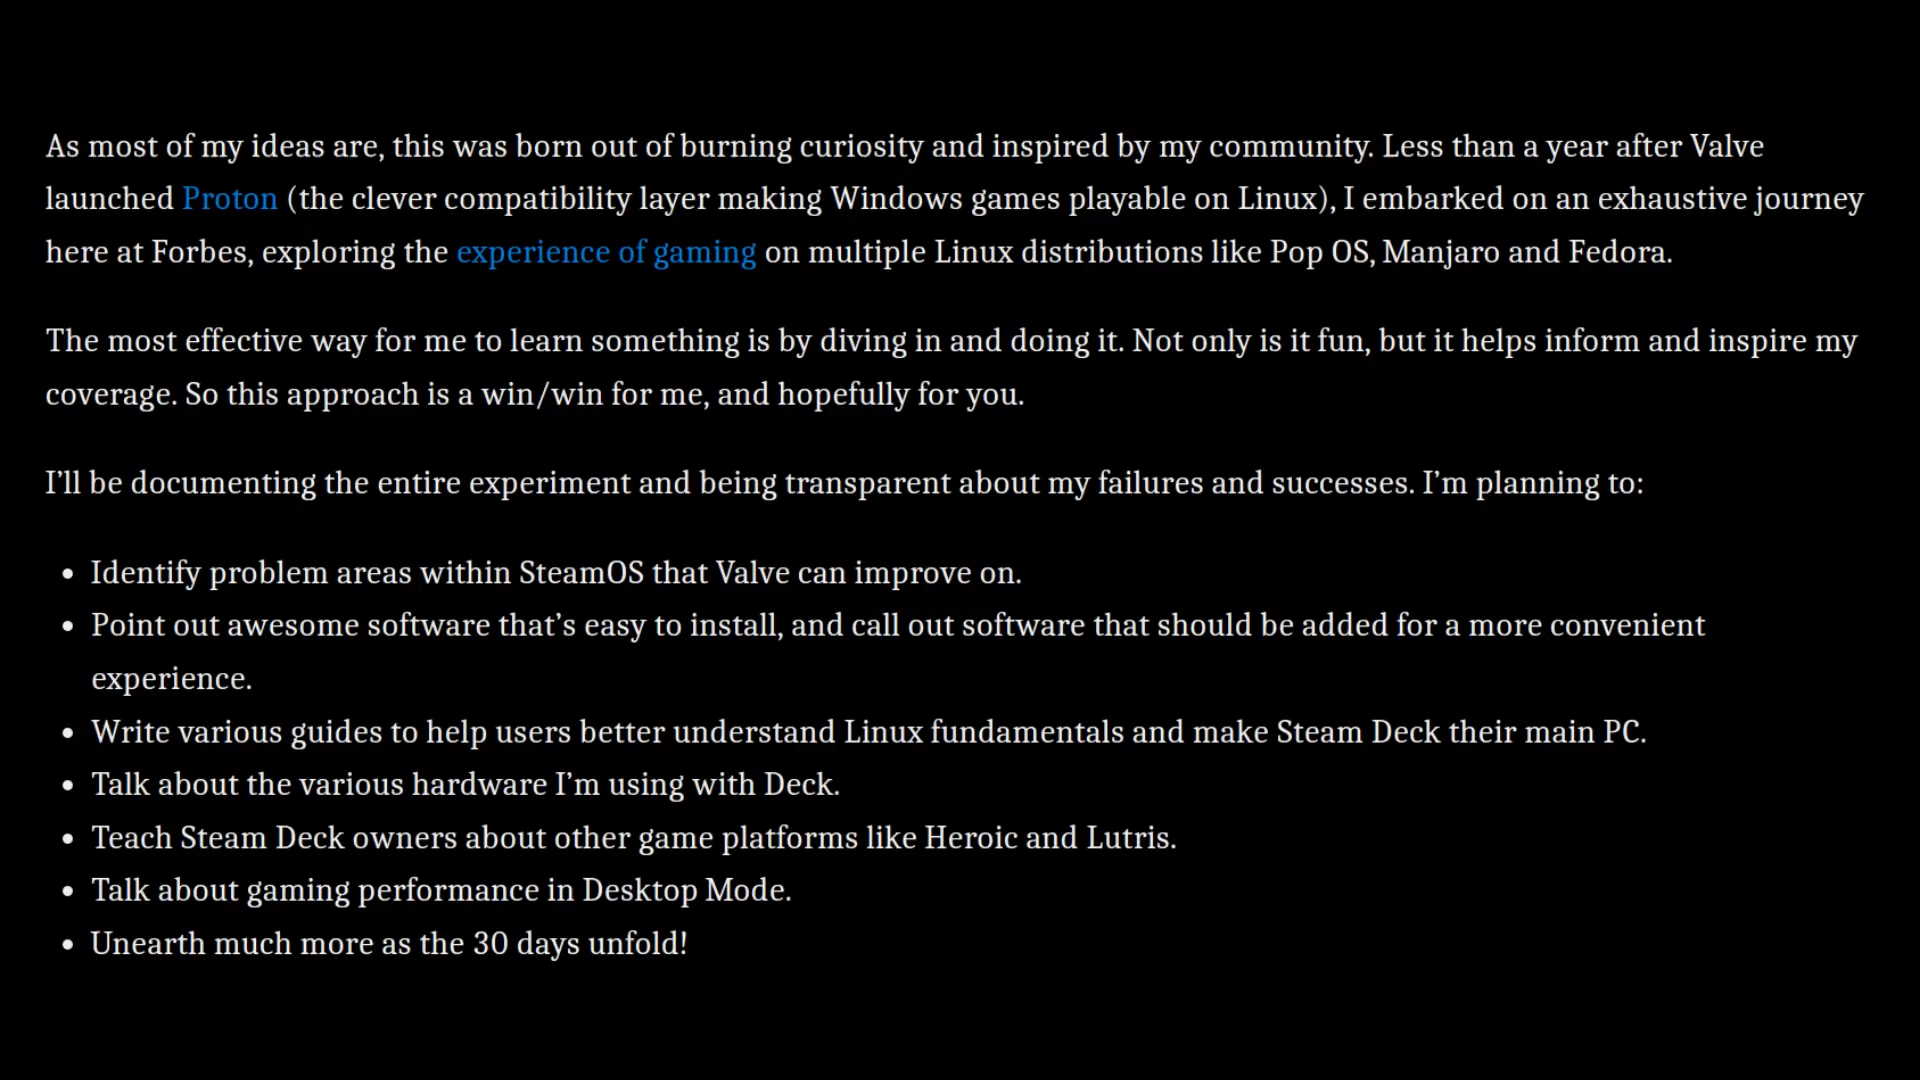 As most of my ideas are, this was born out of burning curiosity and inspired by my community. Less than a year after Valve
launched Proton (the clever compatibility layer making Windows games playable on Linux), I embarked on an exhaustive journey
here at Forbes, exploring the experience of gaming on multiple Linux distributions like Pop OS, Manjaro and Fedora.
The most effective way for me to learn something is by diving in and doing it. Not only is it fun, but it helps inform and inspire my
coverage. So this approach is a win/win for me, and hopefully for you.
I’ll be documenting the entire experiment and being transparent about my failures and successes. I’m planning to:
• Identify problem areas within SteamOS that Valve can improve on.
• Point out awesome software that’s easy to install, and call out software that should be added for a more convenient
experience.
• Write various guides to help users better understand Linux fundamentals and make Steam Deck their main PC.
• Talk about the various hardware I’m using with Deck.
• Teach Steam Deck owners about other game platforms like Heroic and Lutris.
• Talk about gaming performance in Desktop Mode.
• Unearth much more as the 30 days unfold!